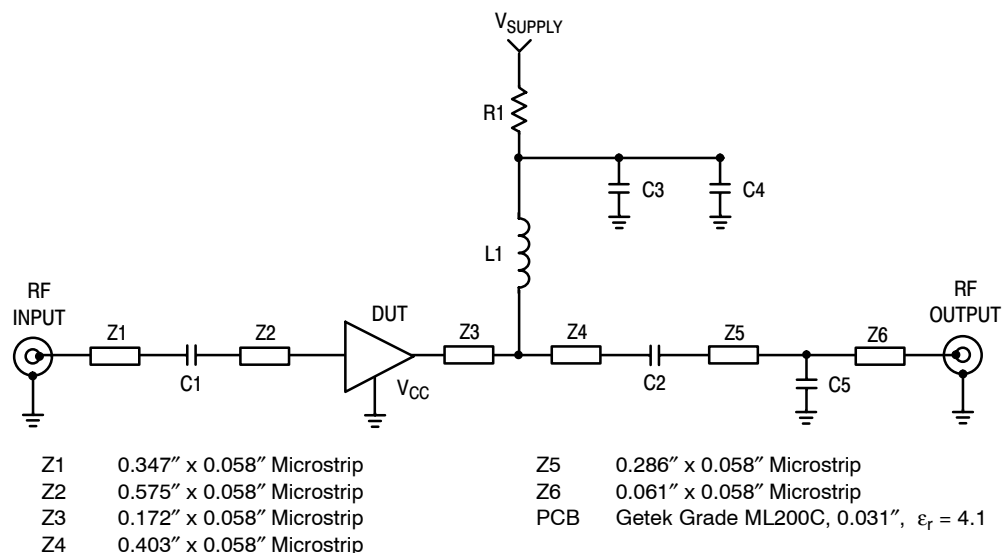 V_SUPPLY
R1
C3
C4
L1
RF
INPUT
Z1
C1
Z2
DUT
V_CC
Z3
Z4
C2
Z5
C5
Z6
RF
OUTPUT
Z1 0.347″ x 0.058″ Microstrip
Z2 0.575″ x 0.058″ Microstrip
Z3 0.172″ x 0.058″ Microstrip
Z4 0.403″ x 0.058″ Microstrip
Z5 0.286″ x 0.058″ Microstrip
Z6 0.061″ x 0.058″ Microstrip
PCB Getek Grade ML200C, 0.031″, ε_r = 4.1